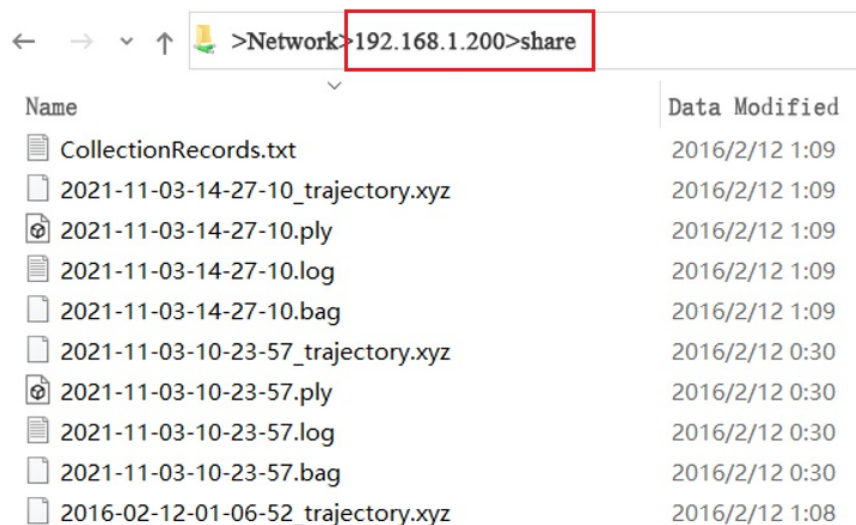 >Network>192.168.1.200>share
Name Data Modified
CollectionRecords.txt 2016/2/12 1:09
2021-11-03-14-27-10_trajectory.xyz 2016/2/12 1:09
2021-11-03-14-27-10.ply 2016/2/12 1:09
2021-11-03-14-27-10.log 2016/2/12 1:09
2021-11-03-14-27-10.bag 2016/2/12 1:09
2021-11-03-10-23-57_trajectory.xyz 2016/2/12 0:30
2021-11-03-10-23-57.ply 2016/2/12 0:30
2021-11-03-10-23-57.log 2016/2/12 0:30
2021-11-03-10-23-57.bag 2016/2/12 0:30
2016-02-12-01-06-52_trajectory.xyz 2016/2/12 1:08